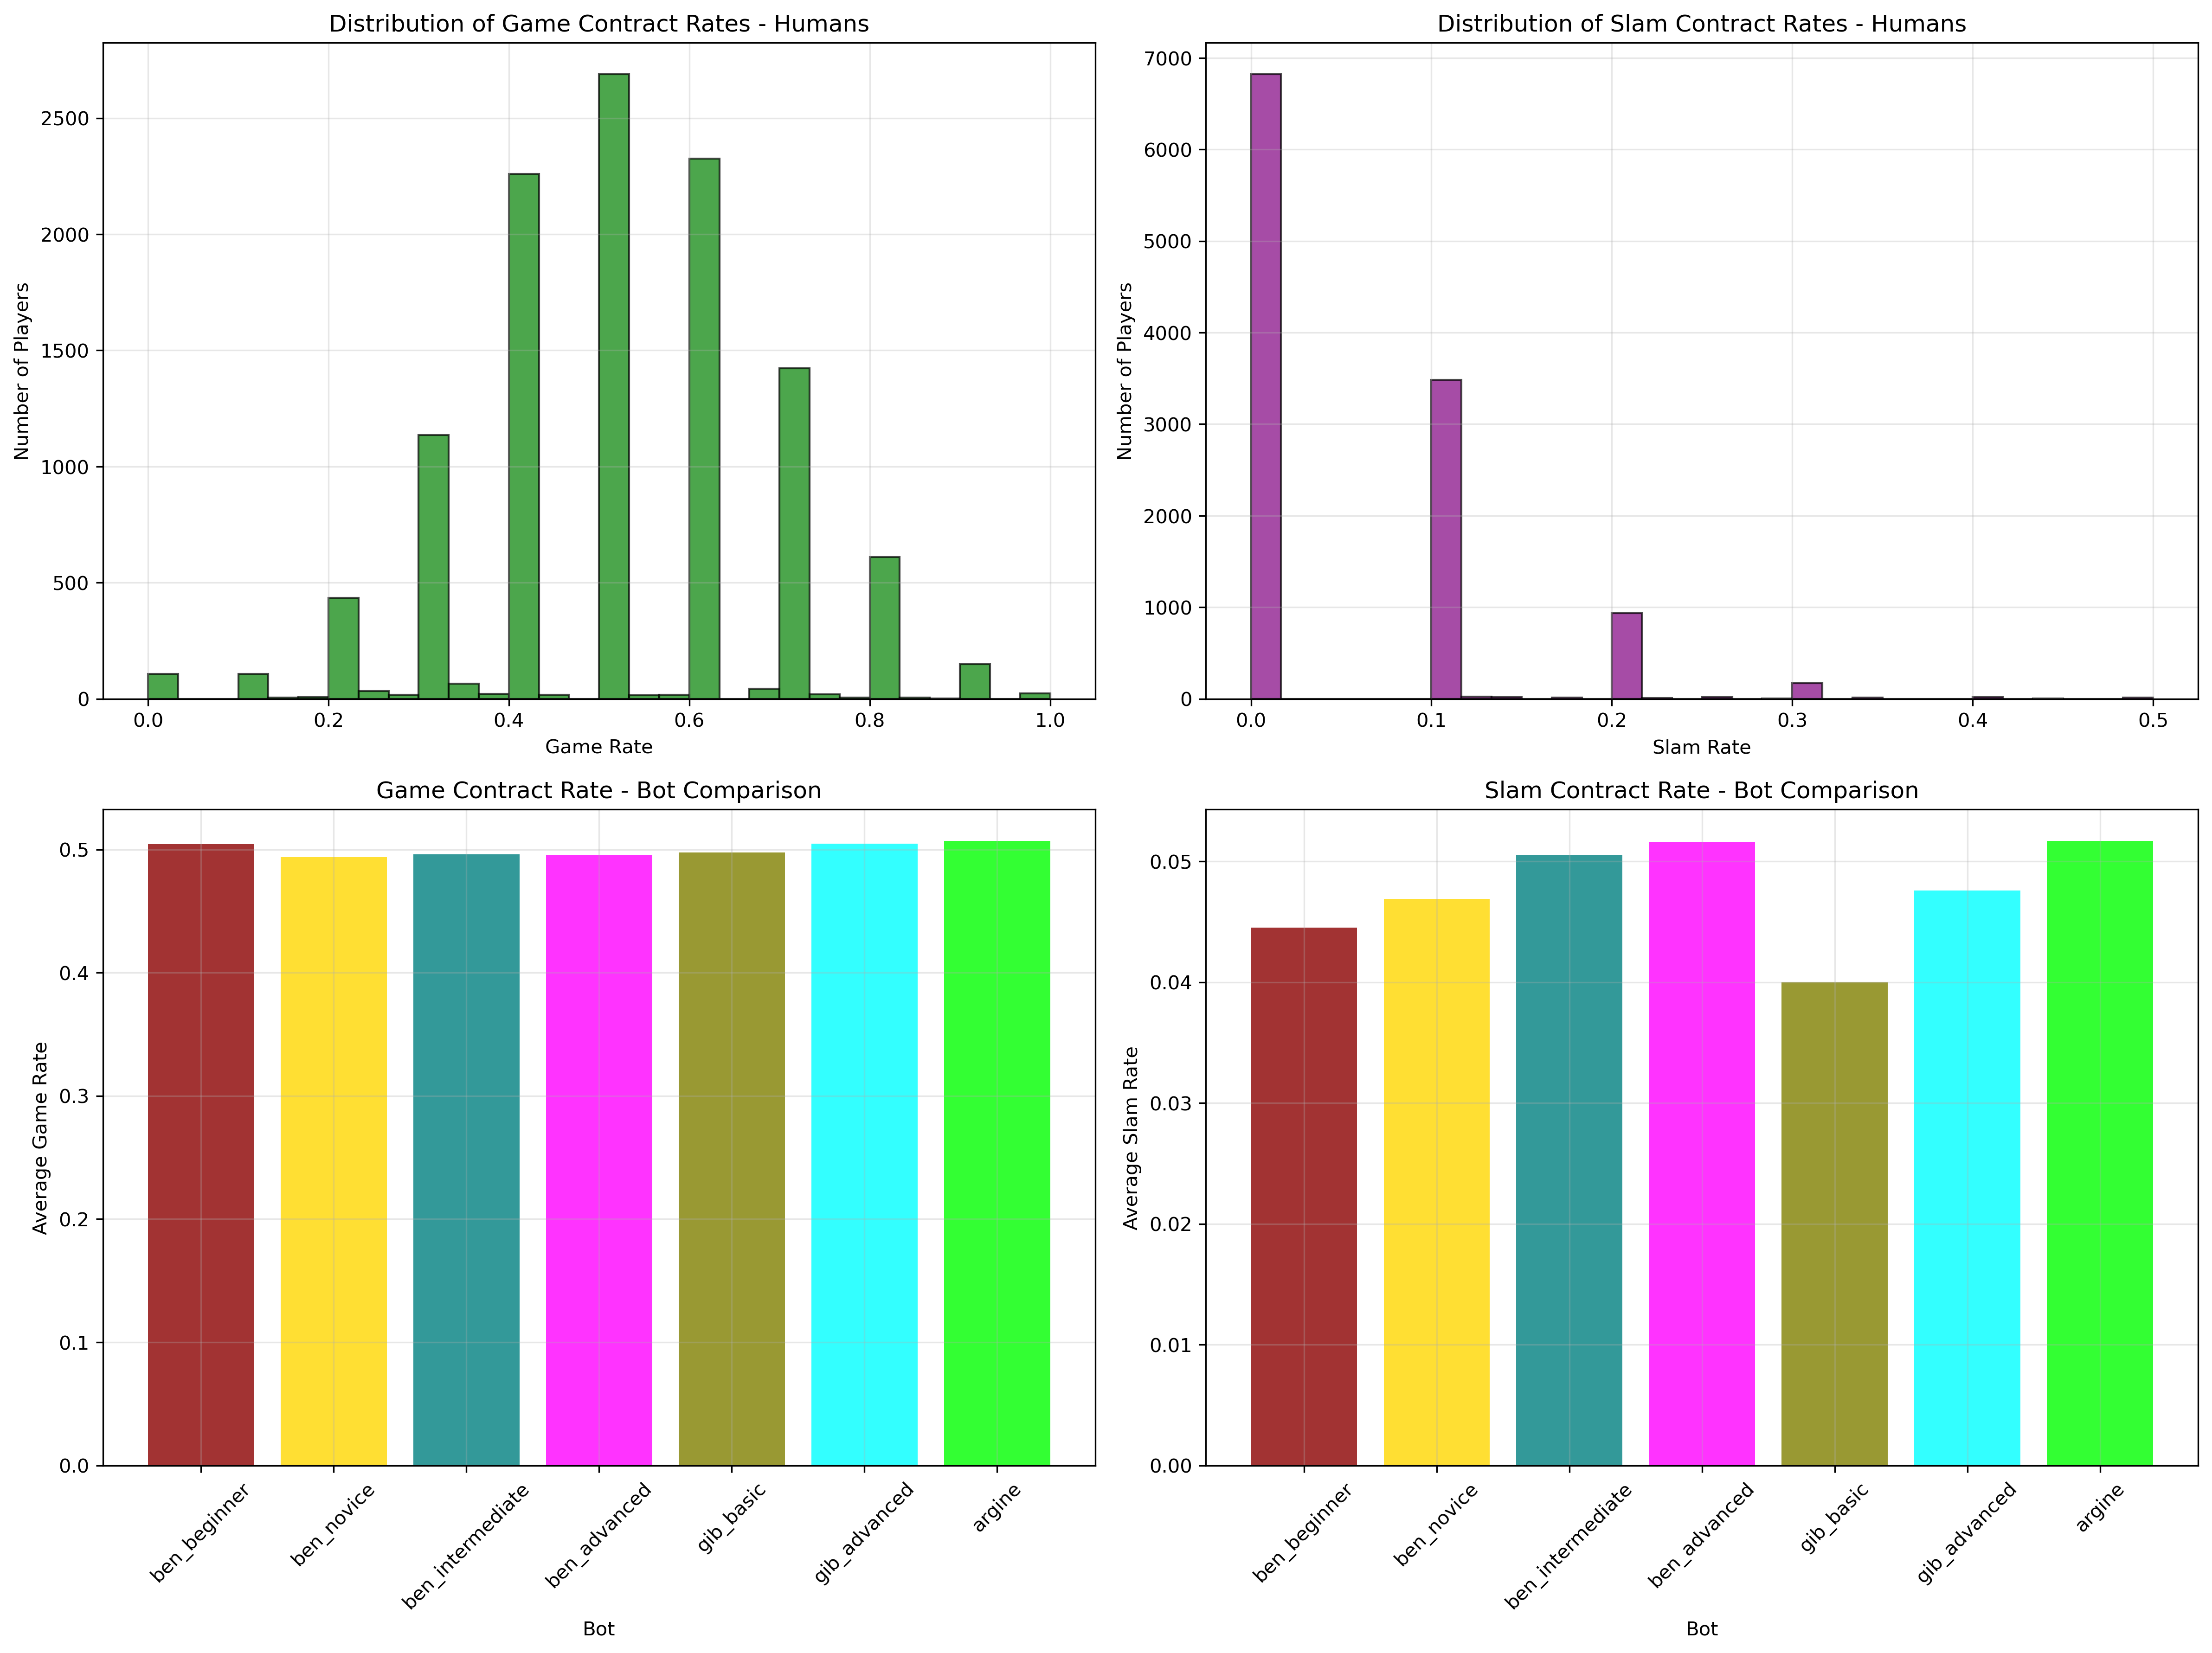 Distribution of Game Contract Rates - Humans
Number of Players
2500
2000
1500
1000
500
0
0.0 0.2 0.4 0.6 0.8 1.0
Game Rate
Distribution of Slam Contract Rates - Humans
Number of Players
7000
6000
5000
4000
3000
2000
1000
0
0.0 0.1 0.2 0.3 0.4 0.5
Slam Rate
Game Contract Rate - Bot Comparison
Average Game Rate
0.5
0.4
0.3
0.2
0.1
0.0
ben_beginner
ben_novice
ben_intermediate
ben_advanced
gib_basic
gib_advanced
argine
Bot
Slam Contract Rate - Bot Comparison
Average Slam Rate
0.05
0.04
0.03
0.02
0.01
0.00
ben_beginner
ben_novice
ben_intermediate
ben_advanced
gib_basic
gib_advanced
argine
Bot